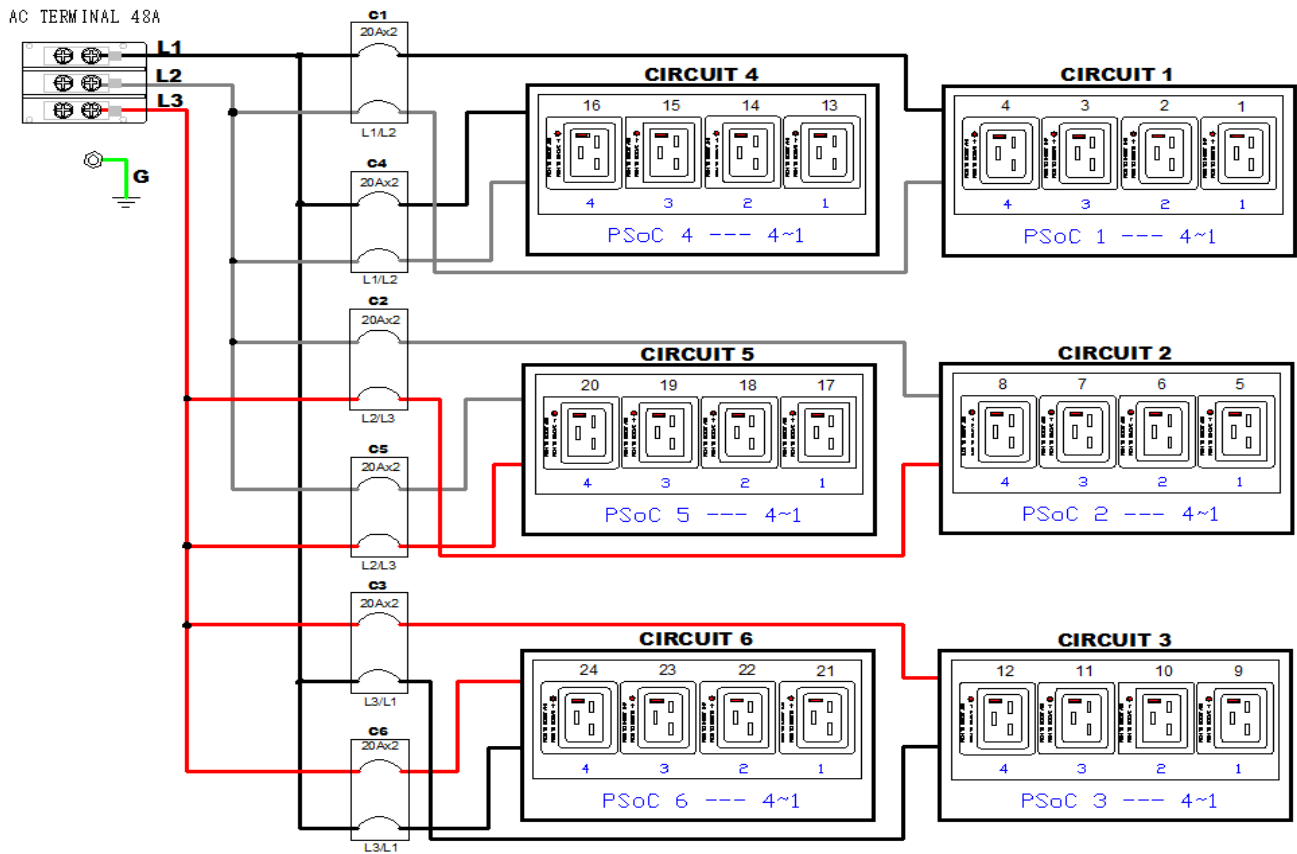 AC TERMINAL 48A
L1
L2
L3
G
C1
20Ax2
L1/L2
C4
20Ax2
L1/L2
C2
20Ax2
L2/L3
C5
20Ax2
L2/L3
C3
20Ax2
L3/L1
C6
20Ax2
L3/L1
CIRCUIT 4
16 15 14 13
4 3 2 1
PSoC 4 --- 4~1
CIRCUIT 1
4 3 2 1
4 3 2 1
PSoC 1 --- 4~1
CIRCUIT 5
20 19 18 17
4 3 2 1
PSoC 5 --- 4~1
CIRCUIT 2
8 7 6 5
4 3 2 1
PSoC 2 --- 4~1
CIRCUIT 6
24 23 22 21
4 3 2 1
PSoC 6 --- 4~1
CIRCUIT 3
12 11 10 9
4 3 2 1
PSoC 3 --- 4~1